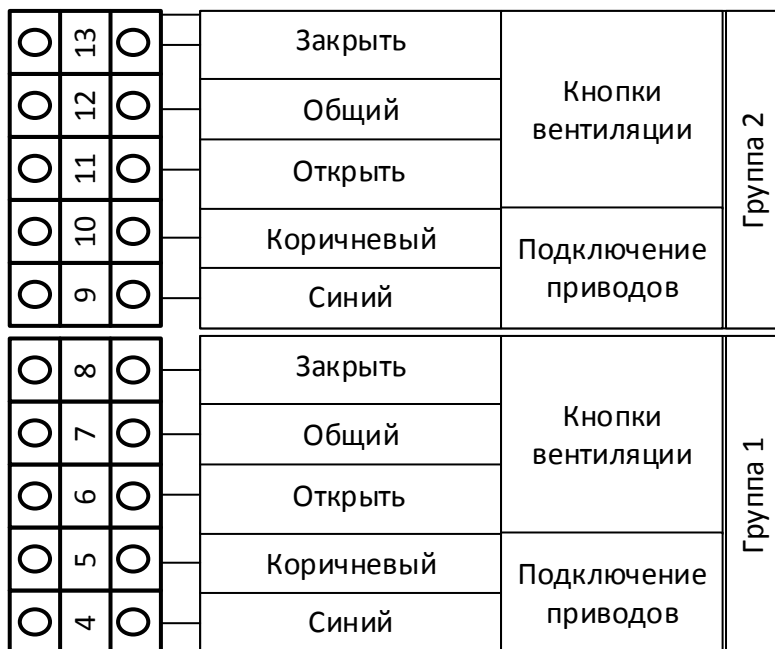 13
Закрыть
12
Общий
Кнопки
вентиляции
11
Открыть
10
Коричневый
Подключение
приводов
9
Синий
Группа 2
8
Закрыть
7
Общий
Кнопки
вентиляции
6
Открыть
5
Коричневый
Подключение
приводов
4
Синий
Группа 1